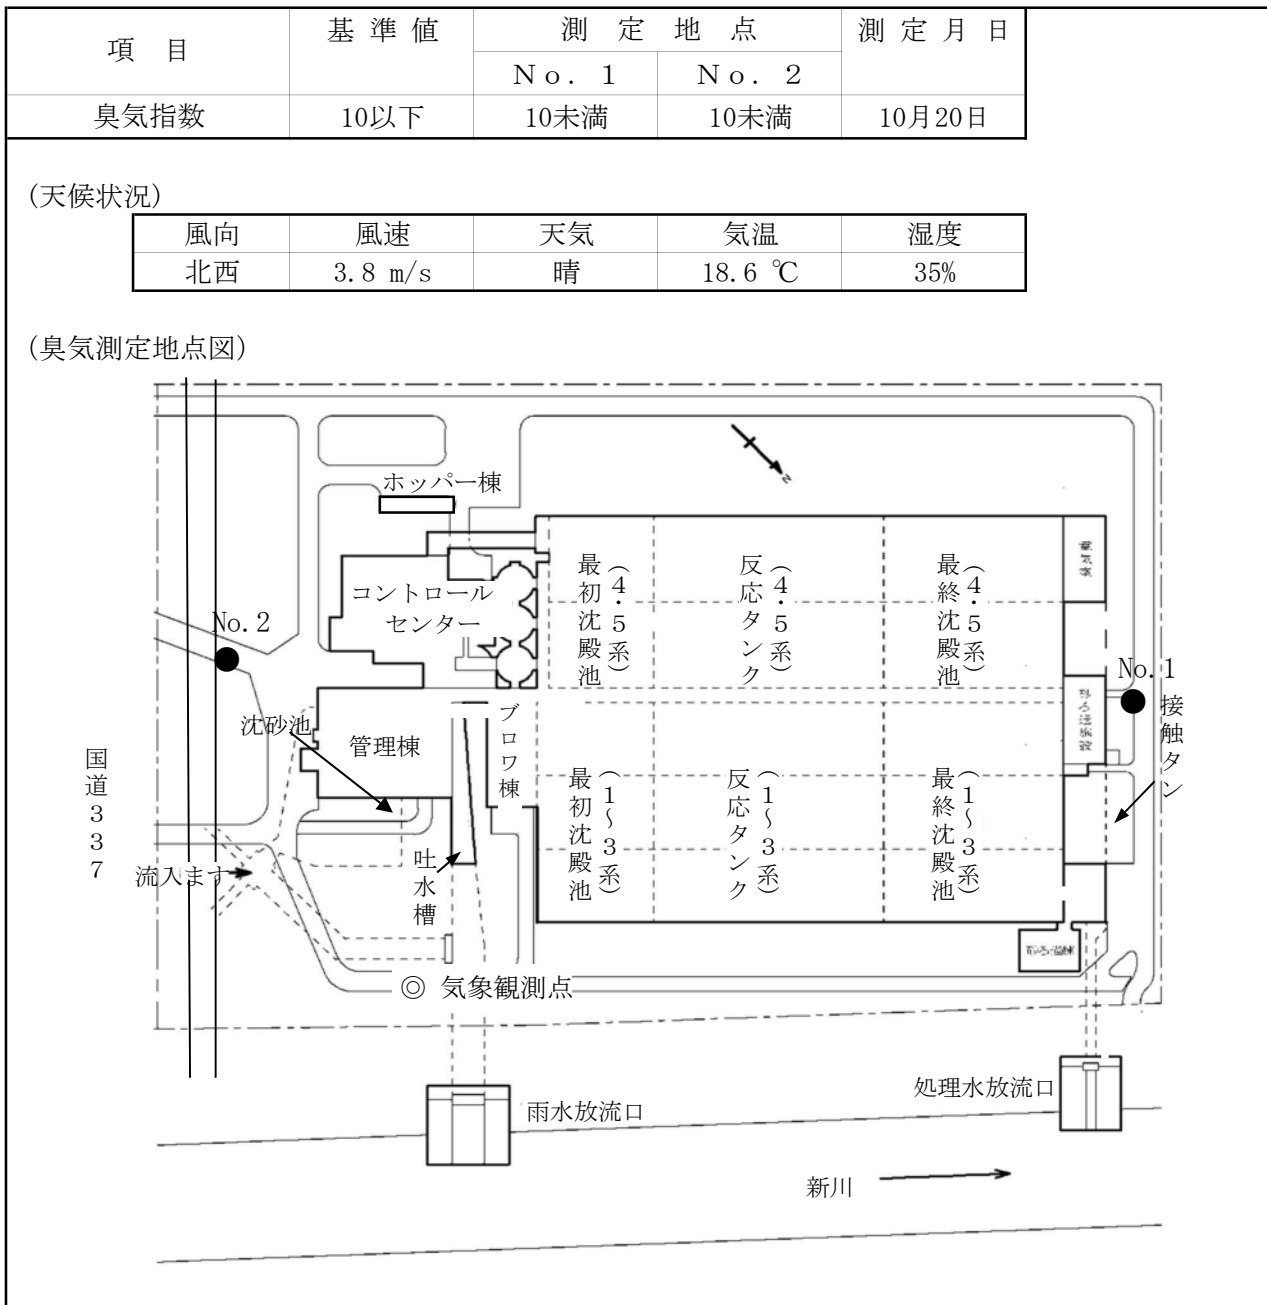 項　目 基 準 値 測 定 地 点 測 定 月 日
Ｎｏ．１ Ｎｏ．２
臭気指数 10以下 10未満 10未満 10月20日
(天候状況)
風向 風速 天気 気温 湿度
北西 3.8 m/s 晴 18.6 ℃ 35%
(臭気測定地点図)
N
ホッパー棟
コントロール
センター
No.2
最初沈殿池
(４・５系)
反応タンク
(４・５系)
最終沈殿池
(４・５系)
No.1
接触タン
沈砂池
管理棟
ブロワ棟
国道３３７
最初沈殿池
(１～３系)
反応タンク
(１～３系)
最終沈殿池
(１～３系)
流入ます
吐水槽
◎ 気象観測点
処理水放流口
雨水放流口
新川